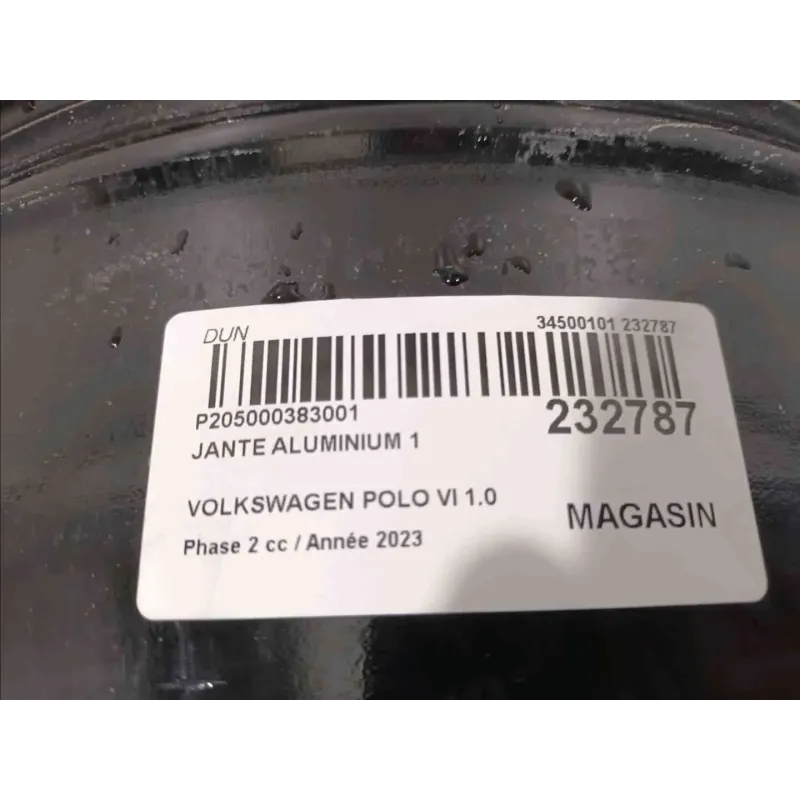 DUN 34500101 232787
P205000383001 232787
JANTE ALUMINIUM 1
VOLKSWAGEN POLO VI 1.0 MAGASIN
Phase 2 cc / Année 2023